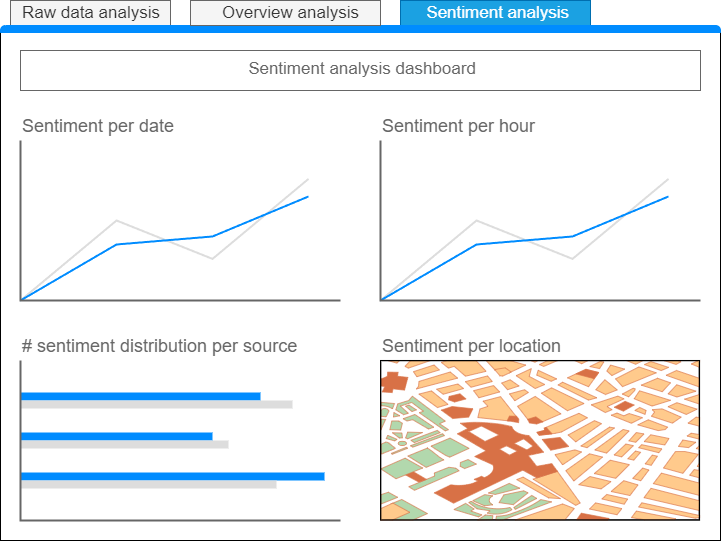 Raw data analysis
Overview analysis
Sentiment analysis
Sentiment analysis dashboard
Sentiment per date
Sentiment per hour
# sentiment distribution per source
Sentiment per location